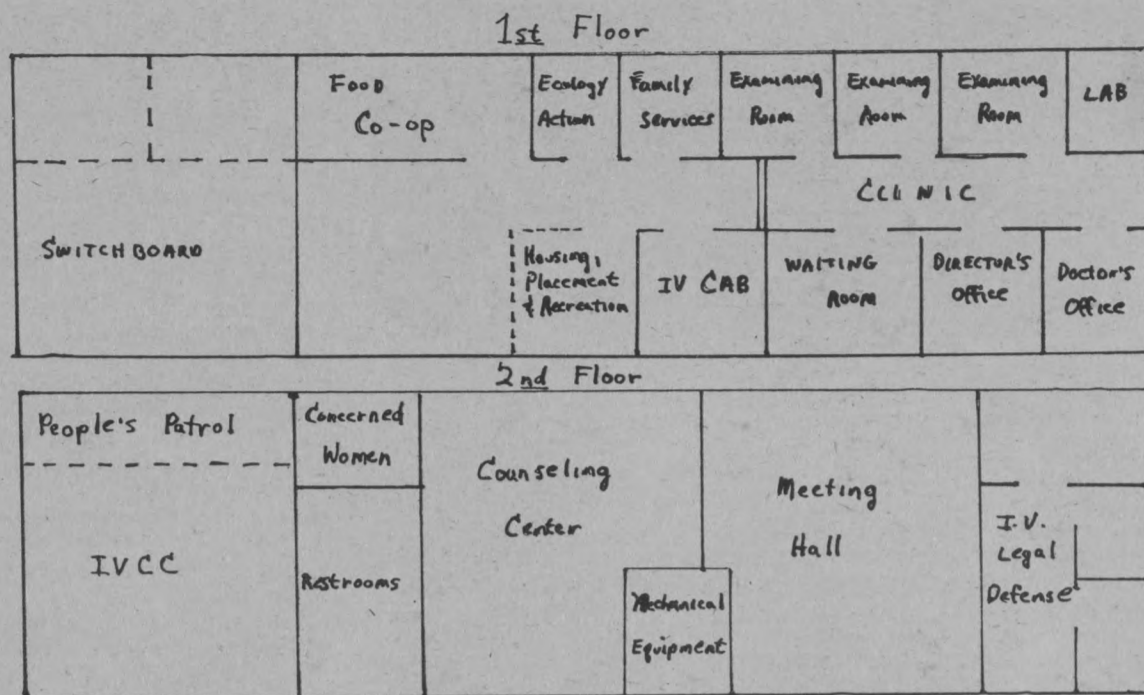 1st Floor
Food
Co-op
Ecology
Action
Family
Services
Examining
Room
Examining
Room
Examining
Room
LAB
CLINIC
SWITCHBOARD
Housing,
Placement
& Recreation
IV CAB
WAITING
ROOM
DIRECTOR'S
Office
Doctor's
Office
2nd Floor
People's Patrol
IVCC
Concerned
Women
Restrooms
Counseling
Center
Mechanical
Equipment
Meeting
Hall
I.V.
Legal
Defense